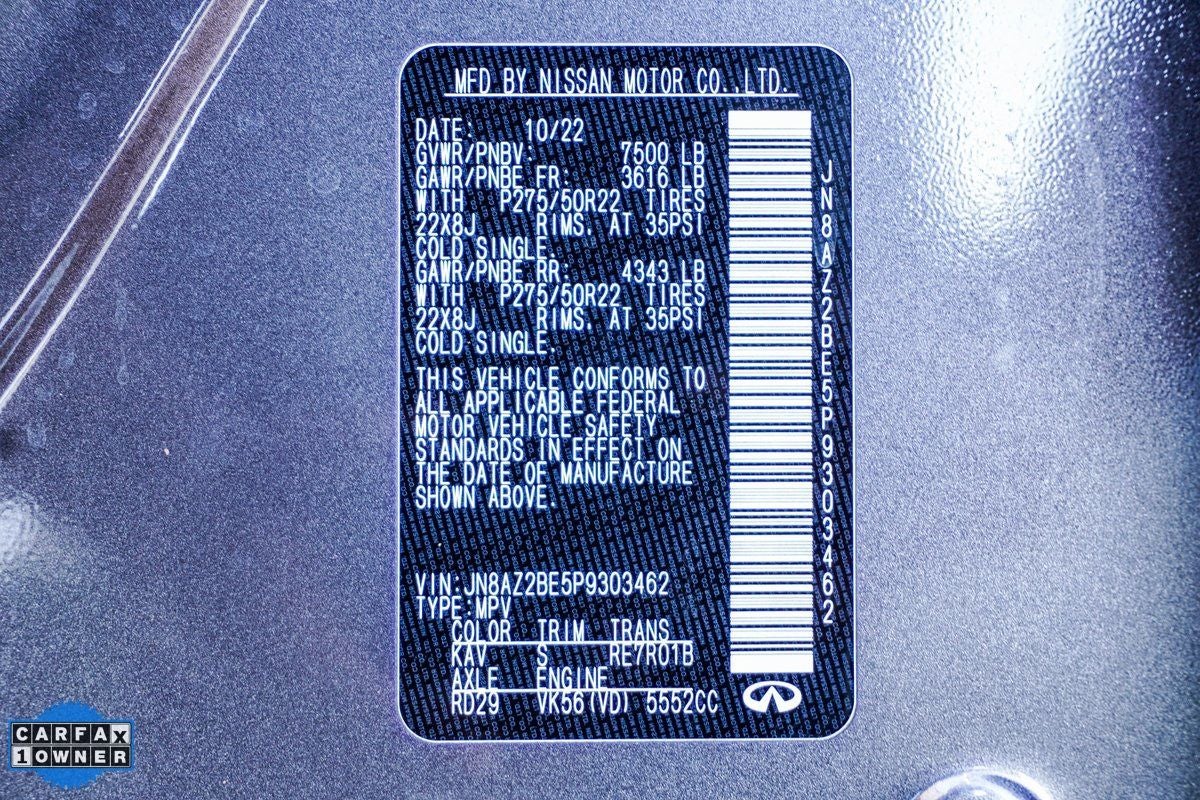 MFD BY NISSAN MOTOR CO.,LTD.
DATE: 10/22
GVWR/PNBV: 7500 LB
GAWR/PNBE FR: 3616 LB
WITH P275/50R22 TIRES
22X8J RIMS. AT 35PSI
COLD SINGLE.
GAWR/PNBE RR: 4343 LB
WITH P275/50R22 TIRES
22X8J RIMS. AT 35PSI
COLD SINGLE.
THIS VEHICLE CONFORMS TO
ALL APPLICABLE FEDERAL
MOTOR VEHICLE SAFETY
STANDARDS IN EFFECT ON
THE DATE OF MANUFACTURE
SHOWN ABOVE.
VIN:JN8AZ2BE5P9303462
TYPE:MPV
COLOR TRIM TRANS
KAV S RE7R01B
AXLE ENGINE
RD29 VK56(VD) 5552CC
JN8AZ2BE5P9303462
CARFAX
1 OWNER